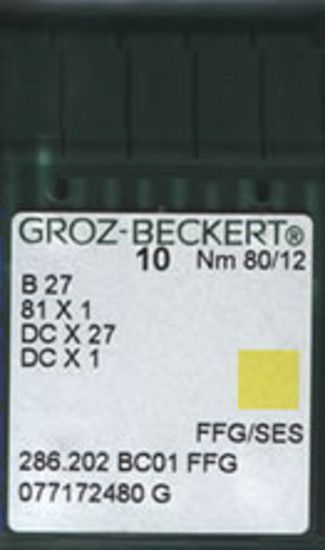 GROZ-BECKERT®
10 Nm 80/12
B 27
81 X 1
DC X 27
DC X 1
FFG/SES
286.202 BC01 FFG
077172480 G